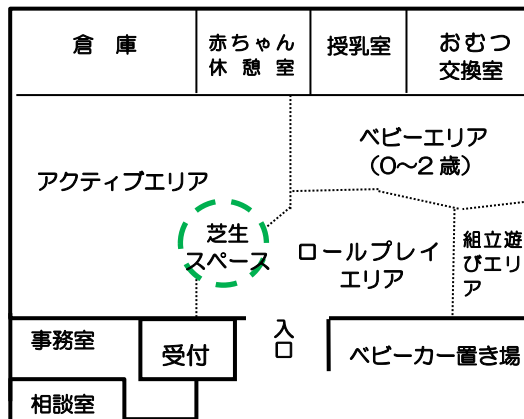 倉庫
赤ちゃん
休憩室
授乳室
おむつ
交換室
ベビーエリア
（0～2歳）
アクティブエリア
芝生
スペース
ロールプレイ
エリア
組立遊
びエリ
ア
事務室
受付
入口
ベビーカー置き場
相談室